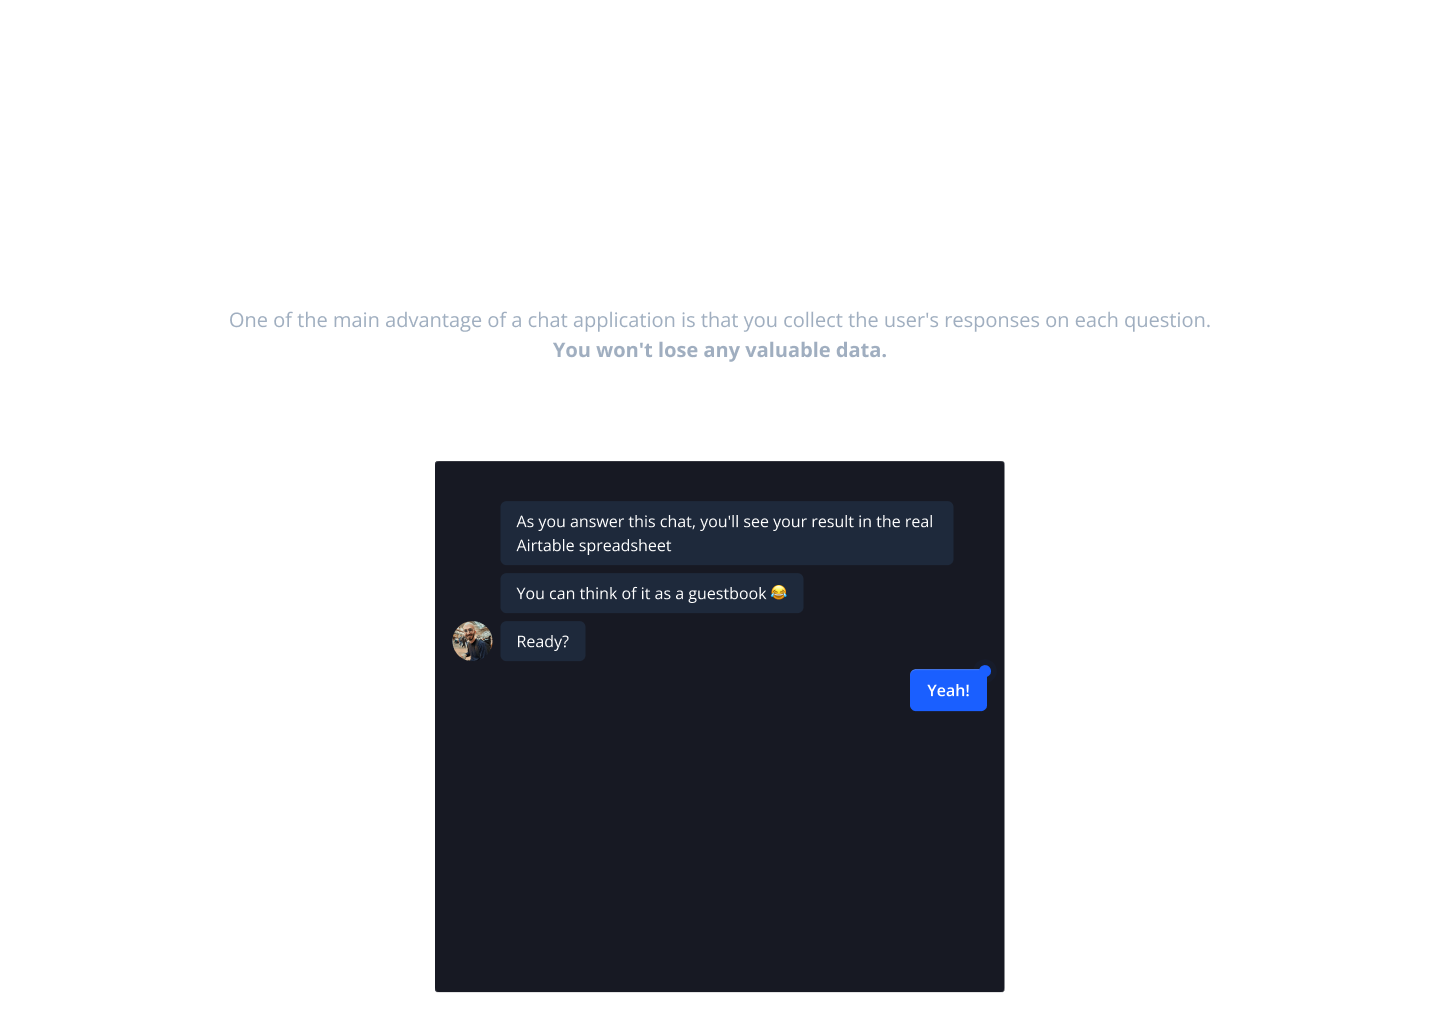 One of the main advantage of a chat application is that you collect the user's responses on each question.
You won't lose any valuable data.
As you answer this chat, you'll see your result in the real
Airtable spreadsheet
You can think of it as a guestbook 😂
Ready?
Yeah!